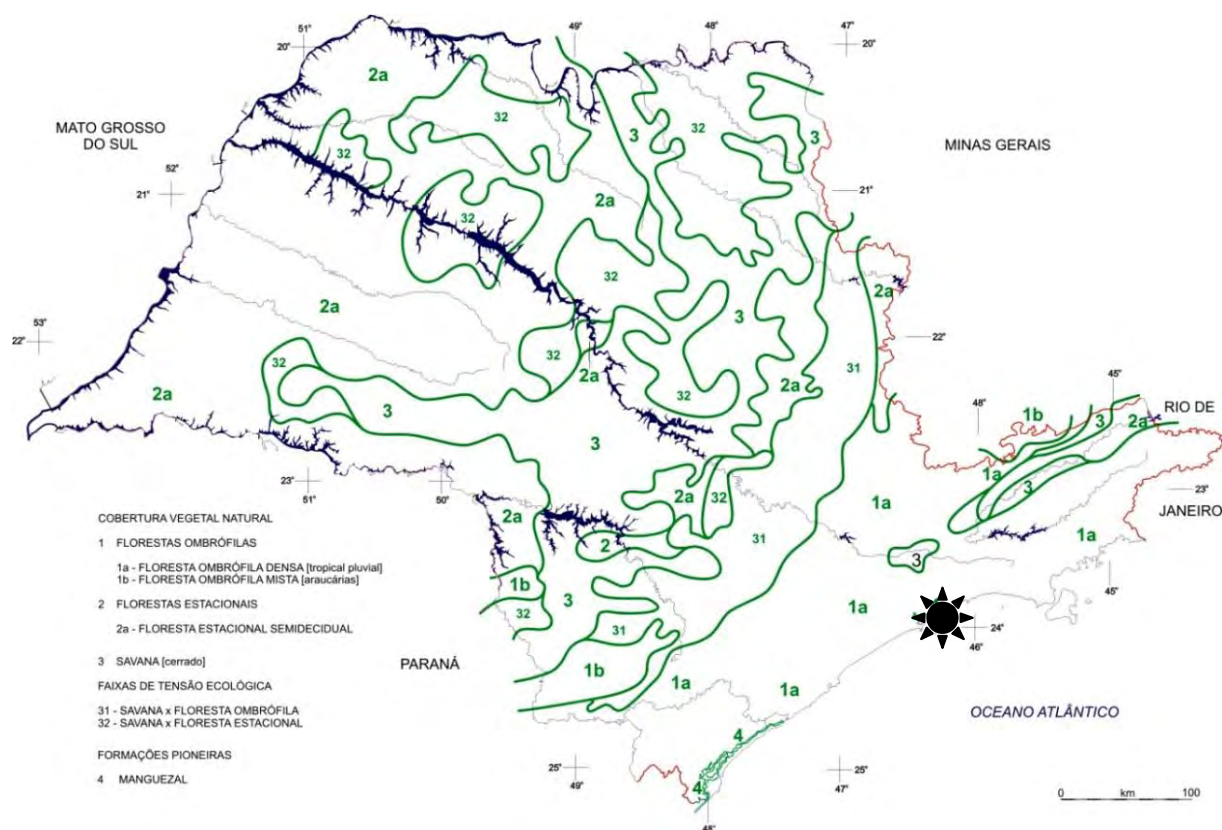 51°
20°
49°
48°
47°
20°
2a
32
MATO GROSSO
DO SUL
3
32
3
MINAS GERAIS
32
52°
21°
21°
2a
32
32
2a
2a
3
53°
22°
22°
32
32
2a
2a
31
32
45°
2a
3
48°
1b
3
RIO DE
2a
3
1a
23°
51°
50°
2a
32
3
23°
1a
JANEIRO
COBERTURA VEGETAL NATURAL
2a
31
1a
1 FLORESTAS OMBRÓFILAS
2
3
1a - FLORESTA OMBRÓFILA DENSA [tropical pluvial]
1b - FLORESTA OMBRÓFILA MISTA [araucárias]
1b
45°
2 FLORESTAS ESTACIONAIS
3
1a
32
2a - FLORESTA ESTACIONAL SEMIDECIDUAL
31
24°
46°
3 SAVANA [cerrado]
PARANÁ
1b
FAIXAS DE TENSÃO ECOLÓGICA
1a
1a
31 - SAVANA x FLORESTA OMBRÓFILA
32 - SAVANA x FLORESTA ESTACIONAL
OCEANO ATLÂNTICO
4
FORMAÇÕES PIONEIRAS
25°
49°
25°
47°
4 MANGUEZAL
4
0 km 100
48°